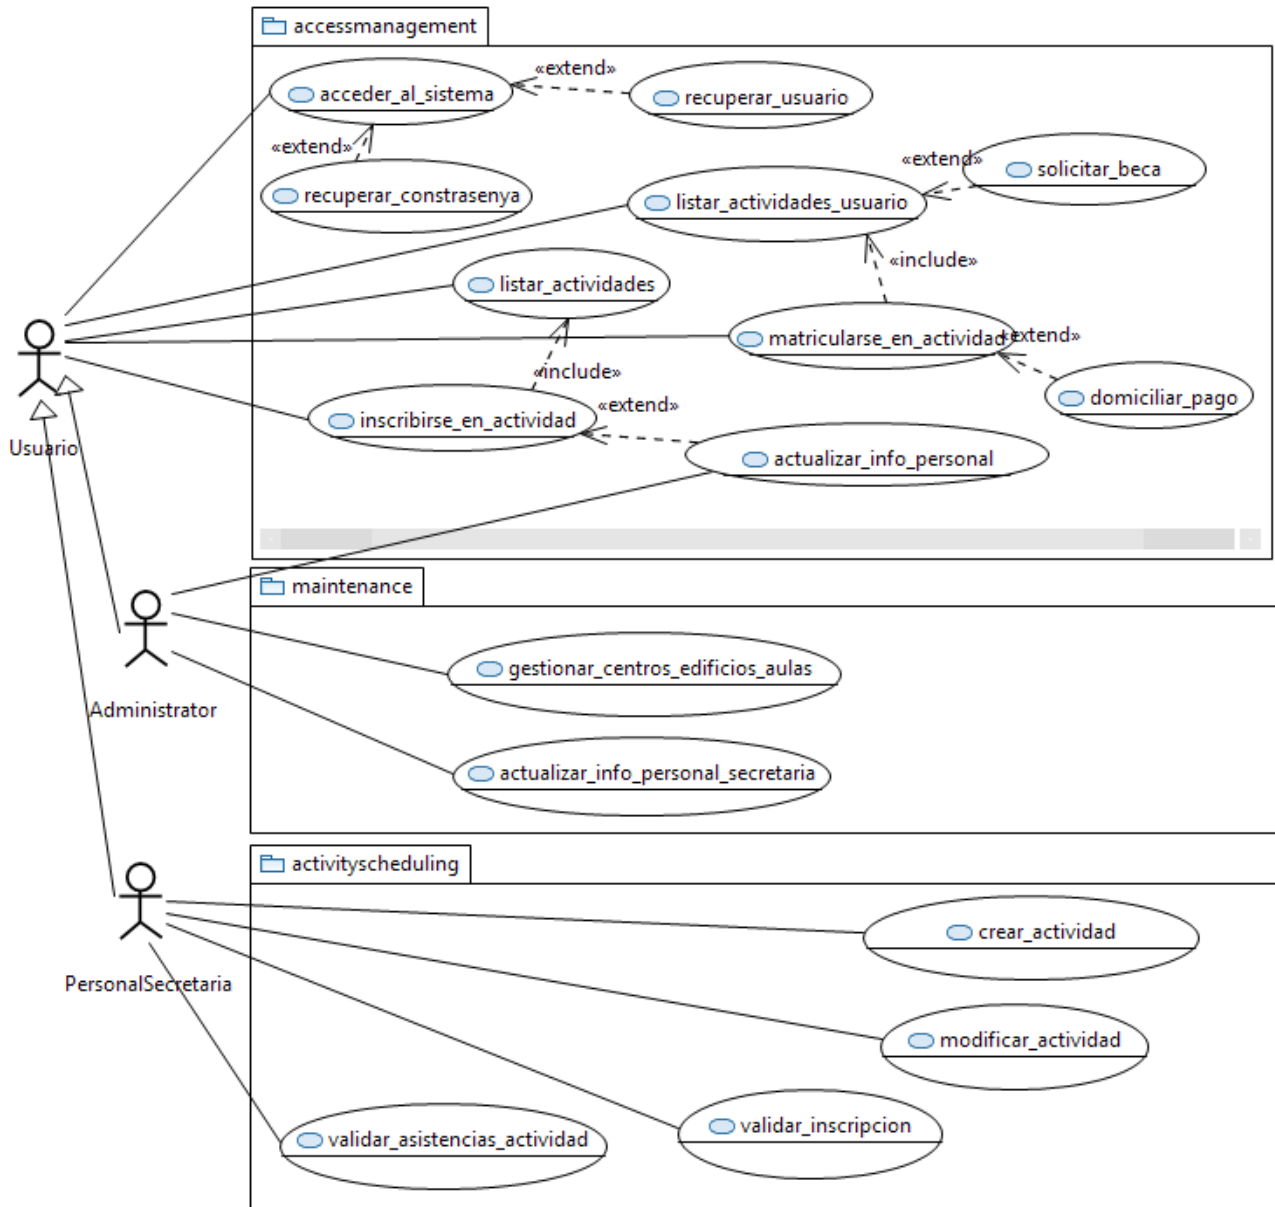 accessmanagement
«extend»
acceder_al_sistema
recuperar_usuario
«extend»
«extend»
solicitar_beca
recuperar_constrasenya
listar_actividades_usuario
«include»
listar_actividades
matricularse_en_actividad
«extend»
«include»
domiciliar_pago
«extend»
inscribirse_en_actividad
Usuario
actualizar_info_personal
maintenance
gestionar_centros_edificios_aulas
Administrator
actualizar_info_personal_secretaria
activityscheduling
crear_actividad
PersonalSecretaria
modificar_actividad
validar_inscripcion
validar_asistencias_actividad